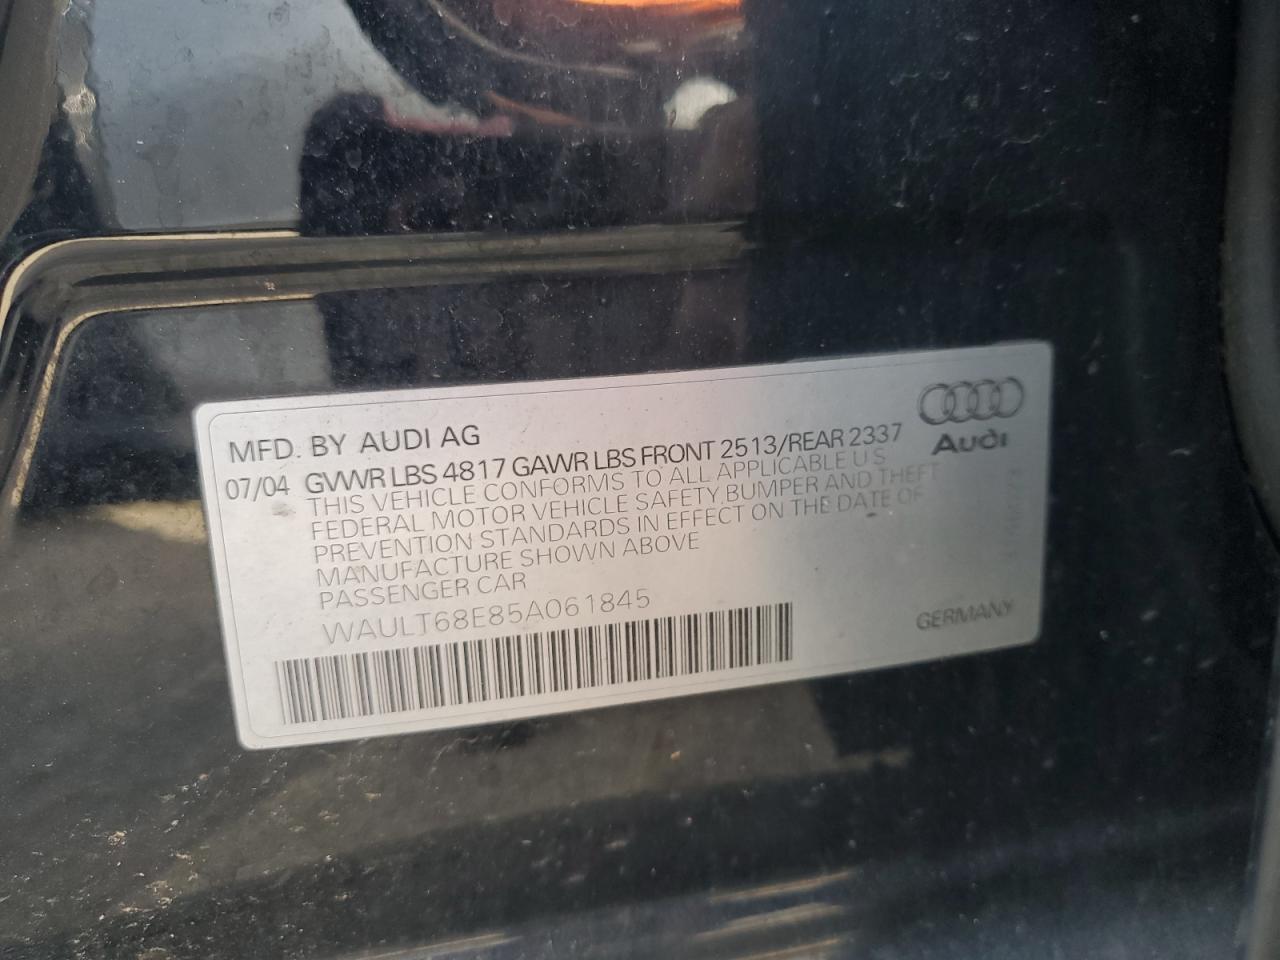 MFD. BY AUDI AG
07/04 GVWR LBS 4817 GAWR LBS FRONT 2513/REAR 2337
THIS VEHICLE CONFORMS TO ALL APPLICABLE U S
FEDERAL MOTOR VEHICLE SAFETY, BUMPER AND THEFT
PREVENTION STANDARDS IN EFFECT ON THE DATE OF
MANUFACTURE SHOWN ABOVE
PASSENGER CAR
WAULT68E85A061845
Audi
GERMANY